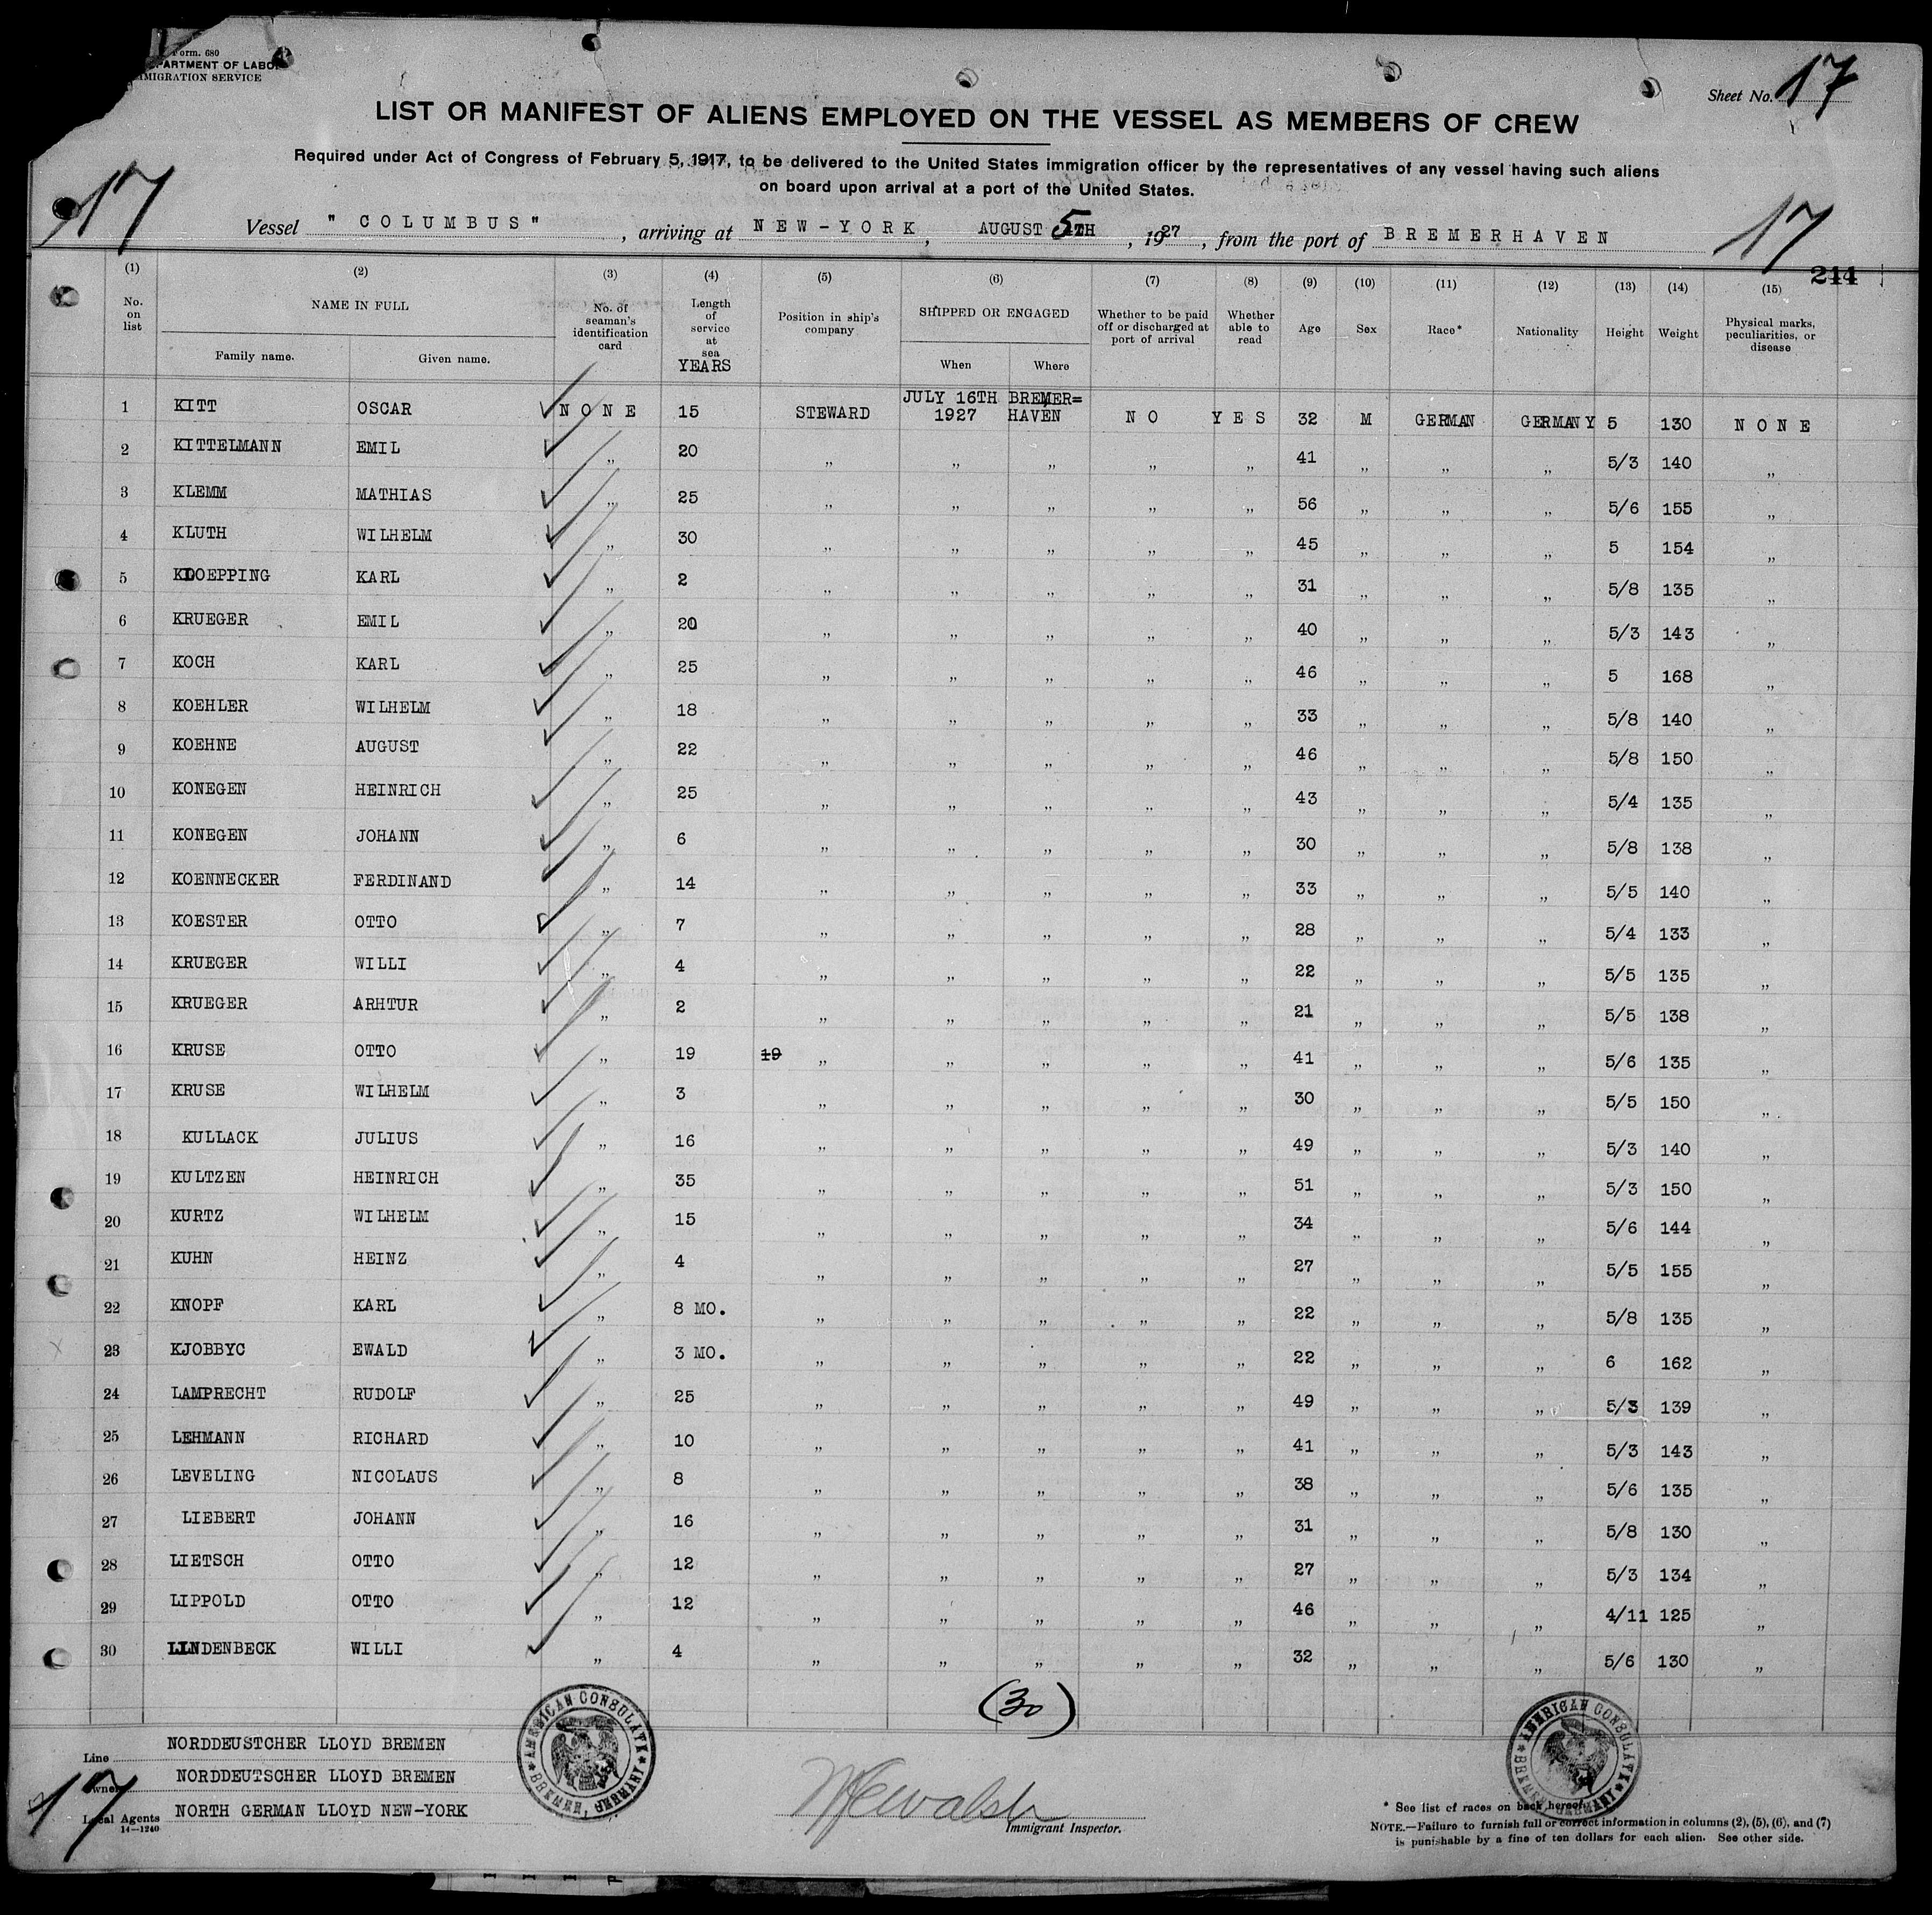 Form. 680
PARTMENT OF LABOR
MIGRATION SERVICE
Sheet No. 17
LIST OR MANIFEST OF ALIENS EMPLOYED ON THE VESSEL AS MEMBERS OF CREW
Required under Act of Congress of February 5, 1917, to be delivered to the United States immigration officer by the representatives of any vessel having such aliens
on board upon arrival at a port of the United States.
17
17
Vessel " COLUMBUS ", arriving at NEW-YORK, AUGUST 5TH, 1927, from the port of BREMERHAVEN
244
(1) (2) (3) (4) (5) (6) (7) (8) (9) (10) (11) (12) (13) (14) (15)
No. on list NAME IN FULL Family name. Given name. No. of seaman's identification card Length of service at sea YEARS Position in ship's company SHIPPED OR ENGAGED When Where Whether to be paid off or discharged at port of arrival Whether able to read Age Sex Race* Nationality Height Weight Physical marks, peculiarities, or disease
1 KITT OSCAR NONE 15 STEWARD JULY 16TH 1927 BREMER= HAVEN NO YES 32 M GERMAN GERMANY 5 130 NONE
2 KITTELMANN EMIL „ 20 „ „ „ „ „ 41 „ „ „ 5/3 140 „
3 KLEMM MATHIAS „ 25 „ „ „ „ „ 56 „ „ „ 5/6 155 „
4 KLUTH WILHELM „ 30 „ „ „ „ „ 45 „ „ „ 5 154 „
5 KLOEPPING KARL „ 2 „ „ „ „ „ 31 „ „ „ 5/8 135 „
6 KRUEGER EMIL „ 20 „ „ „ „ „ 40 „ „ „ 5/3 143 „
7 KOCH KARL „ 25 „ „ „ „ „ 46 „ „ „ 5 168 „
8 KOEHLER WILHELM „ 18 „ „ „ „ „ 33 „ „ „ 5/8 140 „
9 KOEHNE AUGUST „ 22 „ „ „ „ „ 46 „ „ „ 5/8 150 „
10 KONEGEN HEINRICH „ 25 „ „ „ „ „ 43 „ „ „ 5/4 135 „
11 KONEGEN JOHANN „ 6 „ „ „ „ „ 30 „ „ „ 5/8 138 „
12 KOENNECKER FERDINAND „ 14 „ „ „ „ „ 33 „ „ „ 5/5 140 „
13 KOESTER OTTO „ 7 „ „ „ „ „ 28 „ „ „ 5/4 133 „
14 KRUEGER WILLI „ 4 „ „ „ „ „ 22 „ „ „ 5/5 135 „
15 KRUEGER ARHTUR „ 2 „ „ „ „ „ 21 „ „ „ 5/5 138 „
16 KRUSE OTTO „ 19 19 „ „ „ „ „ 41 „ „ „ 5/6 135 „
17 KRUSE WILHELM „ 3 „ „ „ „ „ 30 „ „ „ 5/5 150 „
18 KULLACK JULIUS „ 16 „ „ „ „ „ 49 „ „ „ 5/3 140 „
19 KULTZEN HEINRICH „ 35 „ „ „ „ „ 51 „ „ „ 5/3 150 „
20 KURTZ WILHELM 15 „ „ „ „ „ 34 „ „ „ 5/6 144 „
21 KUHN HEINZ „ 4 „ „ „ „ „ 27 „ „ „ 5/5 155 „
22 KNOPF KARL „ 8 MO. „ „ „ „ „ 22 „ „ „ 5/8 135 „
23 KJOBBYC EWALD „ 3 MO. „ „ „ „ „ 22 „ „ „ 6 162 „
24 LAMPRECHT RUDOLF „ 25 „ „ „ „ „ 49 „ „ „ 5/3 139 „
25 LEHMANN RICHARD „ 10 „ „ „ „ „ 41 „ „ „ 5/3 143 „
26 LEVELING NICOLAUS „ 8 „ „ „ „ „ 38 „ „ „ 5/6 135 „
27 LIEBERT JOHANN „ 16 „ „ „ „ „ 31 „ „ „ 5/8 130 „
28 LIETSCH OTTO „ 12 „ „ „ „ „ 27 „ „ „ 5/3 134 „
29 LIPPOLD OTTO „ 12 „ „ „ „ „ 46 „ „ „ 4/11 125 „
30 LINDENBECK WILLI „ 4 „ „ „ „ „ 32 „ „ „ 5/6 130 „
(30)
AMERICAN CONSULATE BREMEN, GERMANY
AMERICAN CONSULATE BREMEN, GERMANY
Line NORDDEUSTCHER LLOYD BREMEN
Owner NORDDEUTSCHER LLOYD BREMEN
Local Agents NORTH GERMAN LLOYD NEW-YORK
14-1240
17
Immigrant Inspector.
* See list of races on back hereof.
NOTE.—Failure to furnish full or correct information in columns (2), (5), (6), and (7)
is punishable by a fine of ten dollars for each alien. See other side.